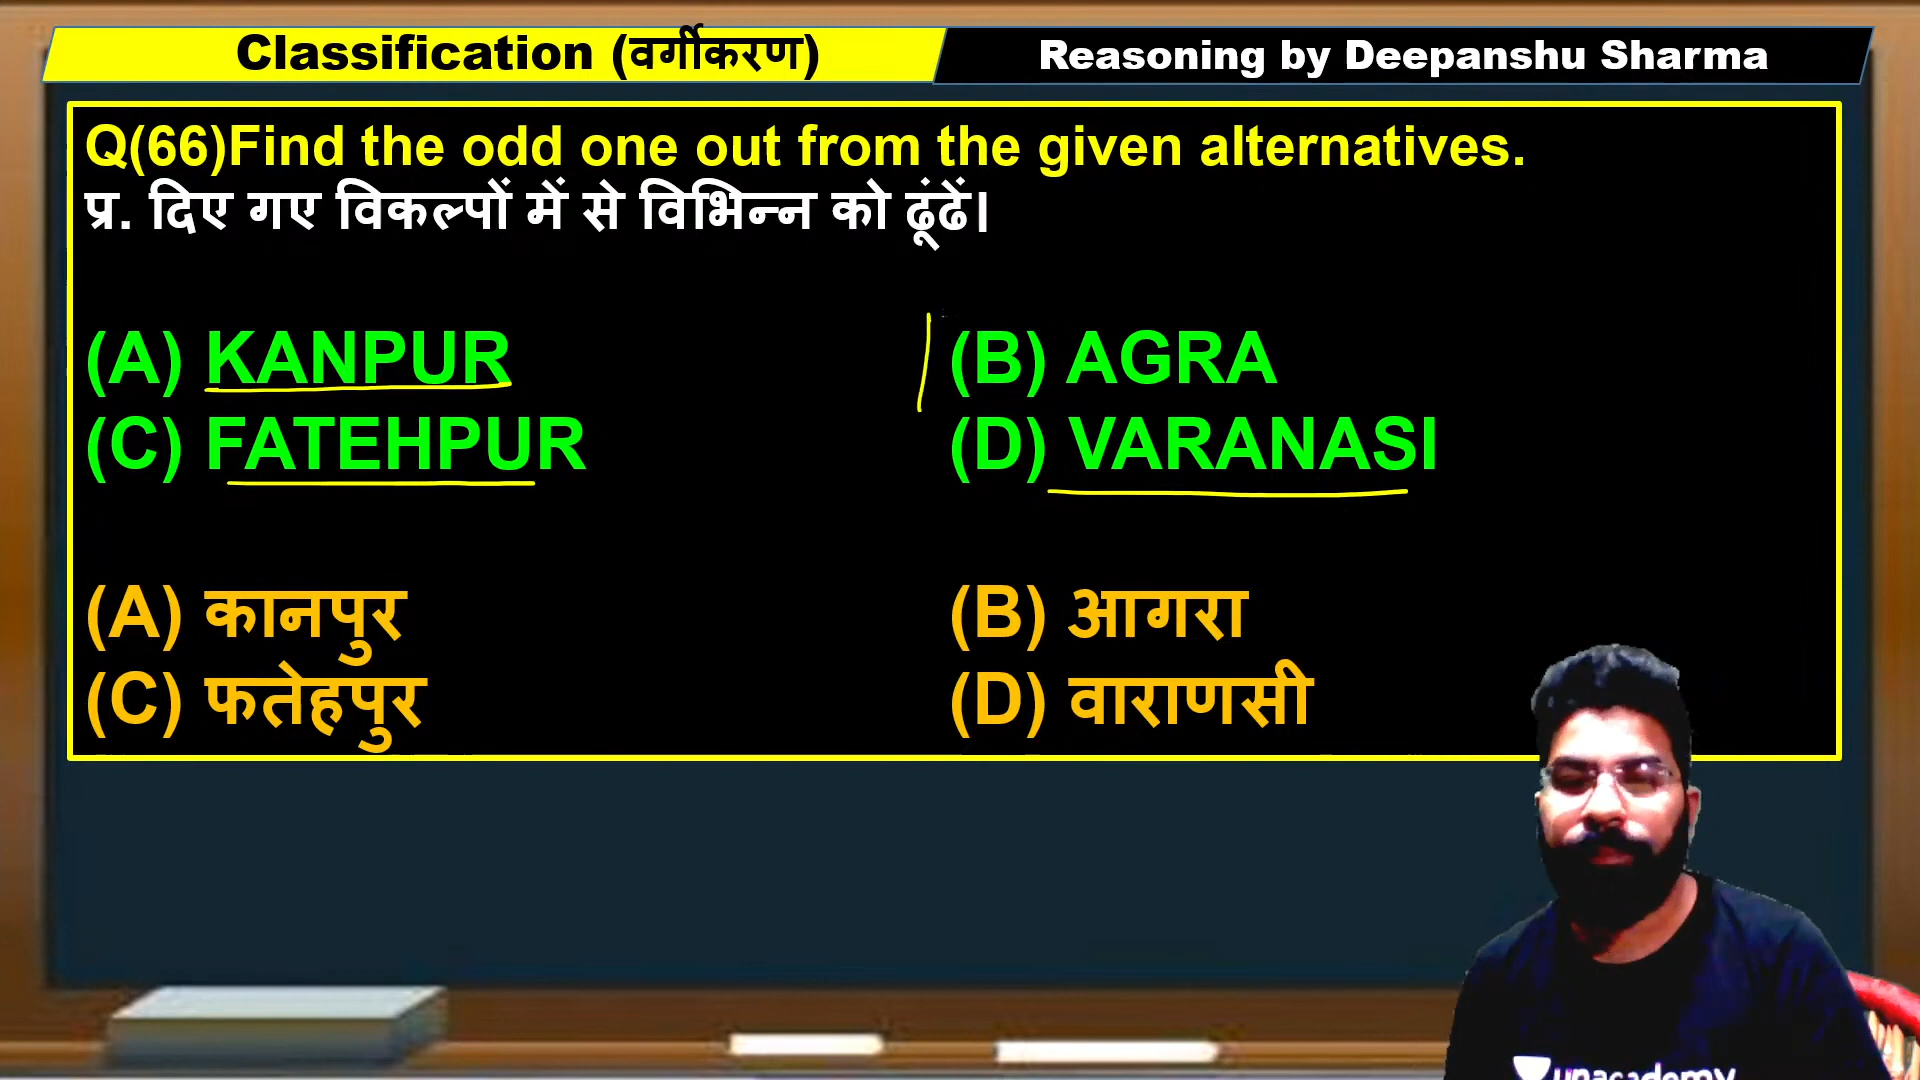 Classification (वर्गीकरण)
Reasoning by Deepanshu Sharma
Q(66)Find the odd one out from the given alternatives.
प्र. दिए गए विकल्पों में से विभिन्न को ढूंढें।
(A) KANPUR (B) AGRA
(C) FATEHPUR (D) VARANASI
(A) कानपुर (B) आगरा
(C) फतेहपुर (D) वाराणसी
unacademy